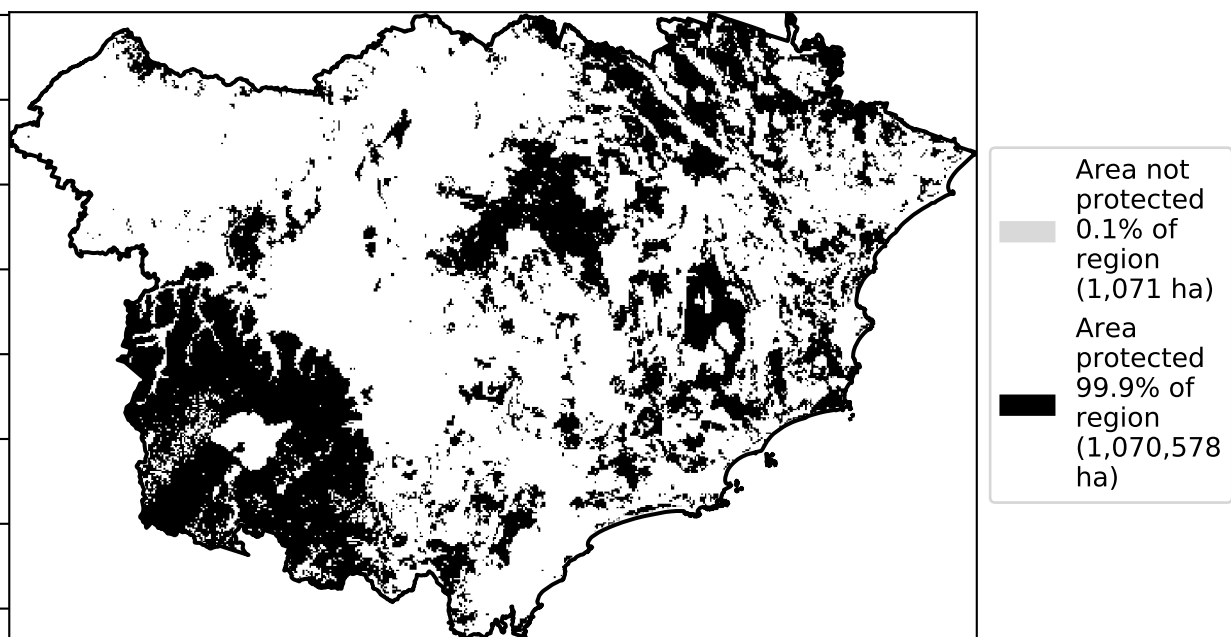 Area not
protected
0.1% of
region
(1,071 ha)
Area
protected
99.9% of
region
(1,070,578
ha)